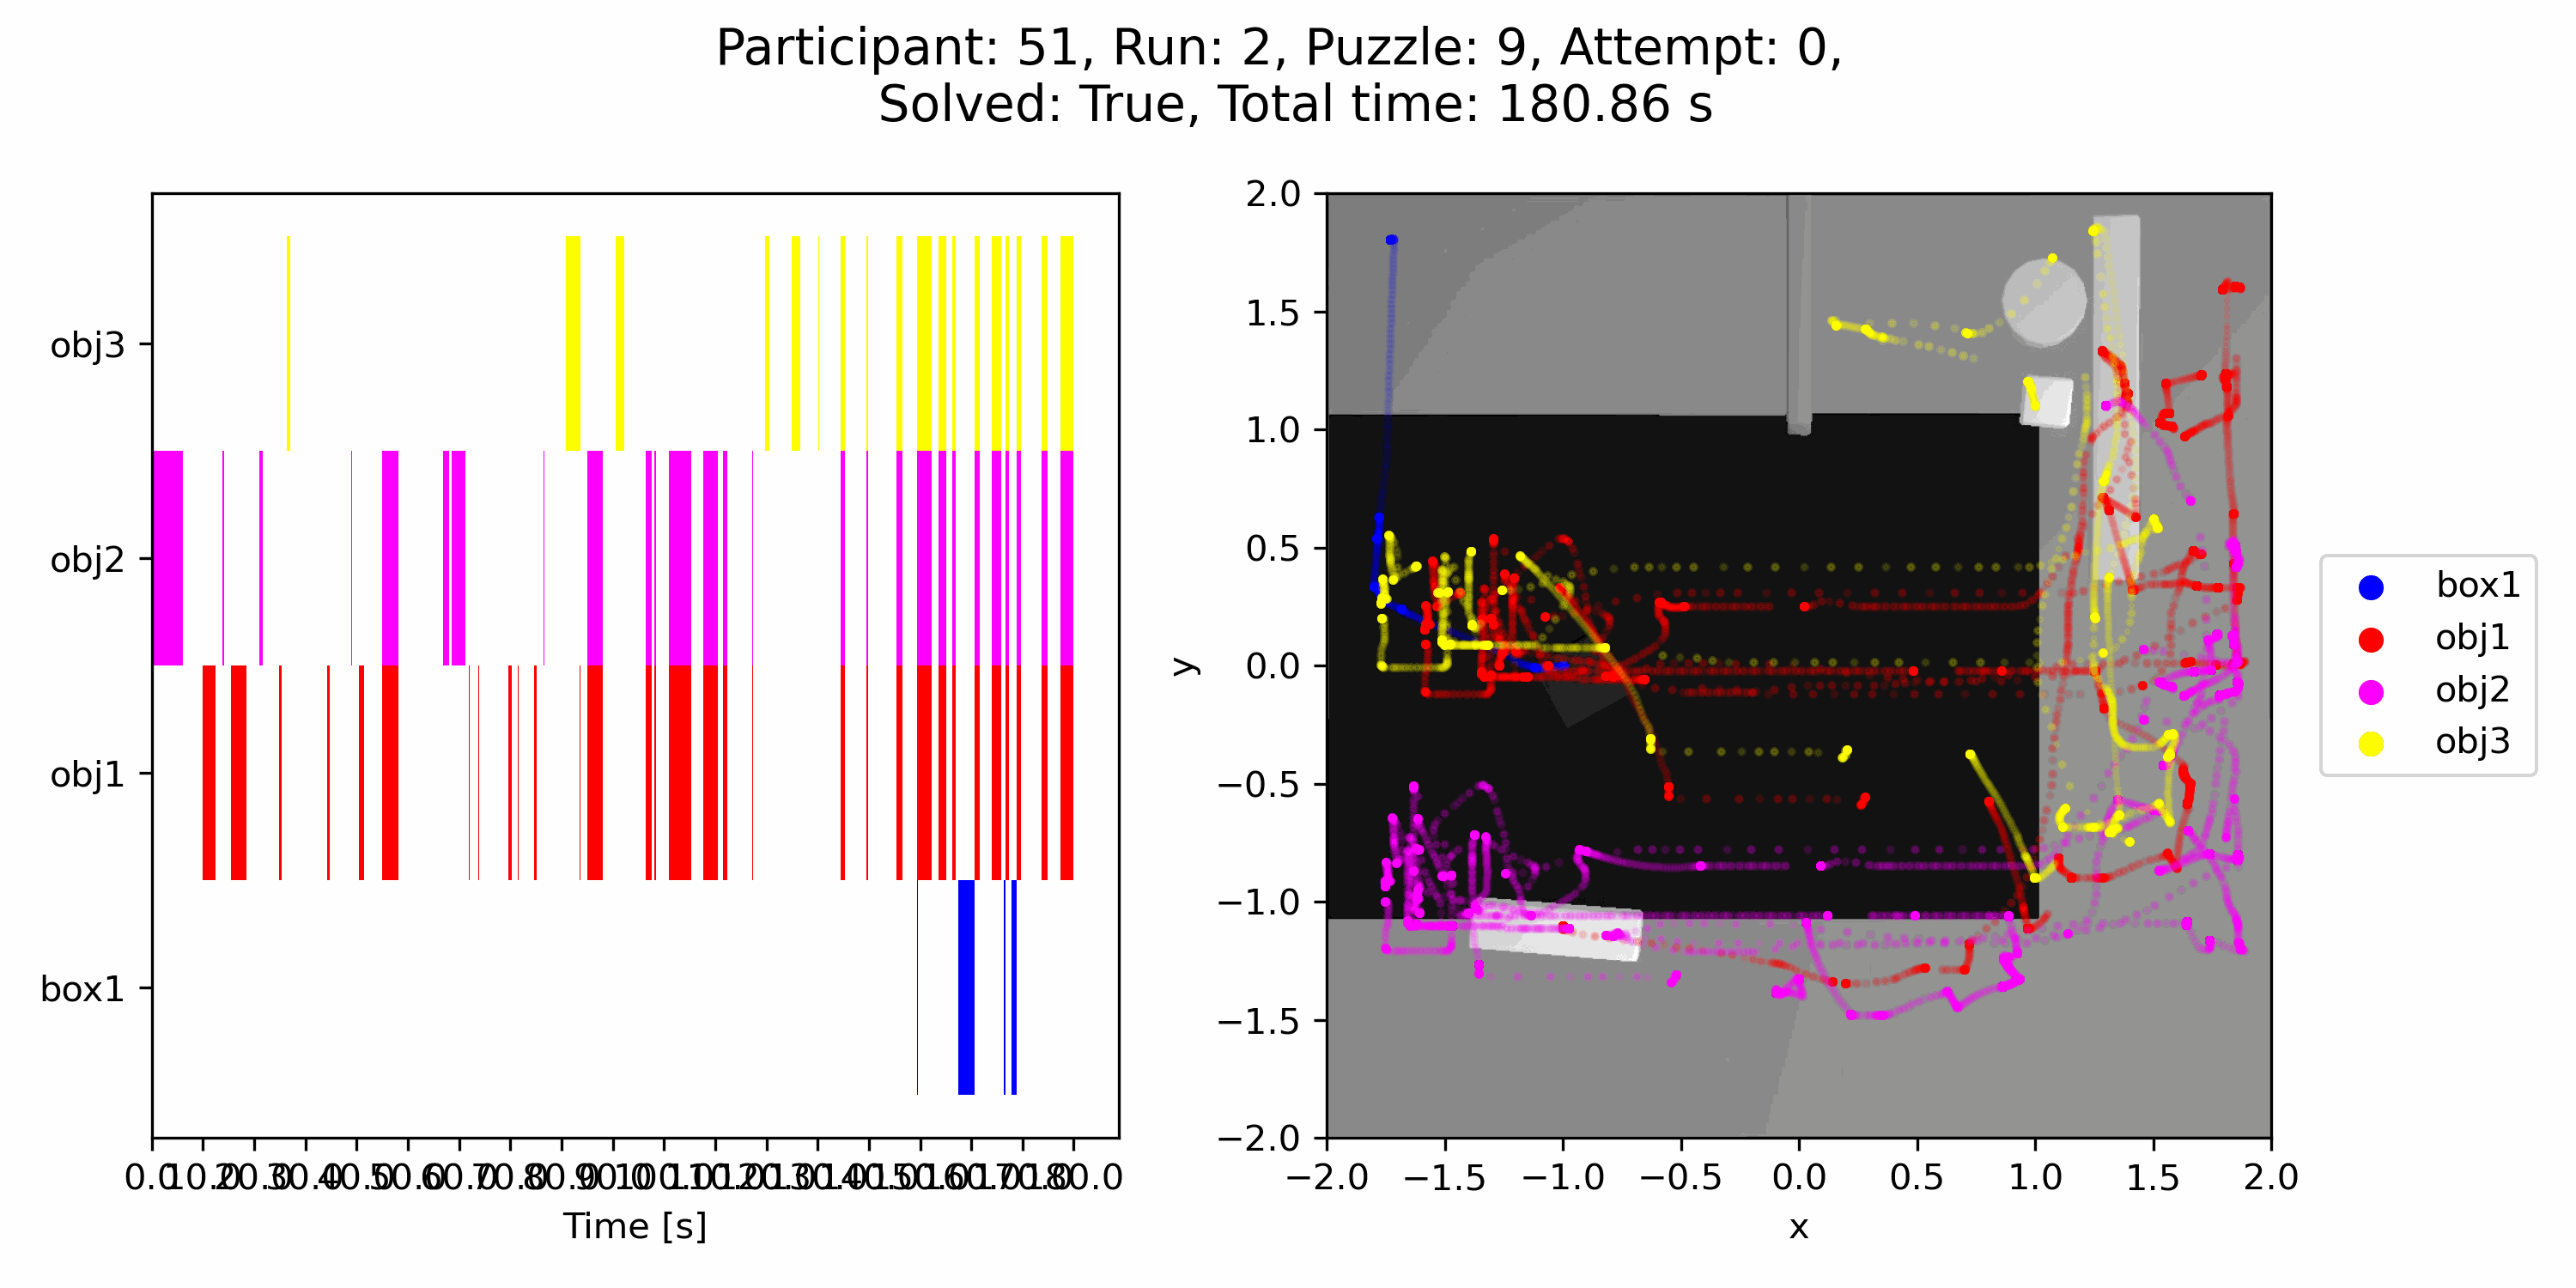 Participant: 51, Run: 2, Puzzle: 9, Attempt: 0,
Solved: True, Total time: 180.86 s
obj3
obj2
obj1
box1
Time [s]
2.0
1.5
1.0
0.5
0.0
−0.5
−1.0
−1.5
−2.0
y
−2.0 −1.5 −1.0 −0.5 0.0 0.5 1.0 1.5 2.0
x
box1
obj1
obj2
obj3